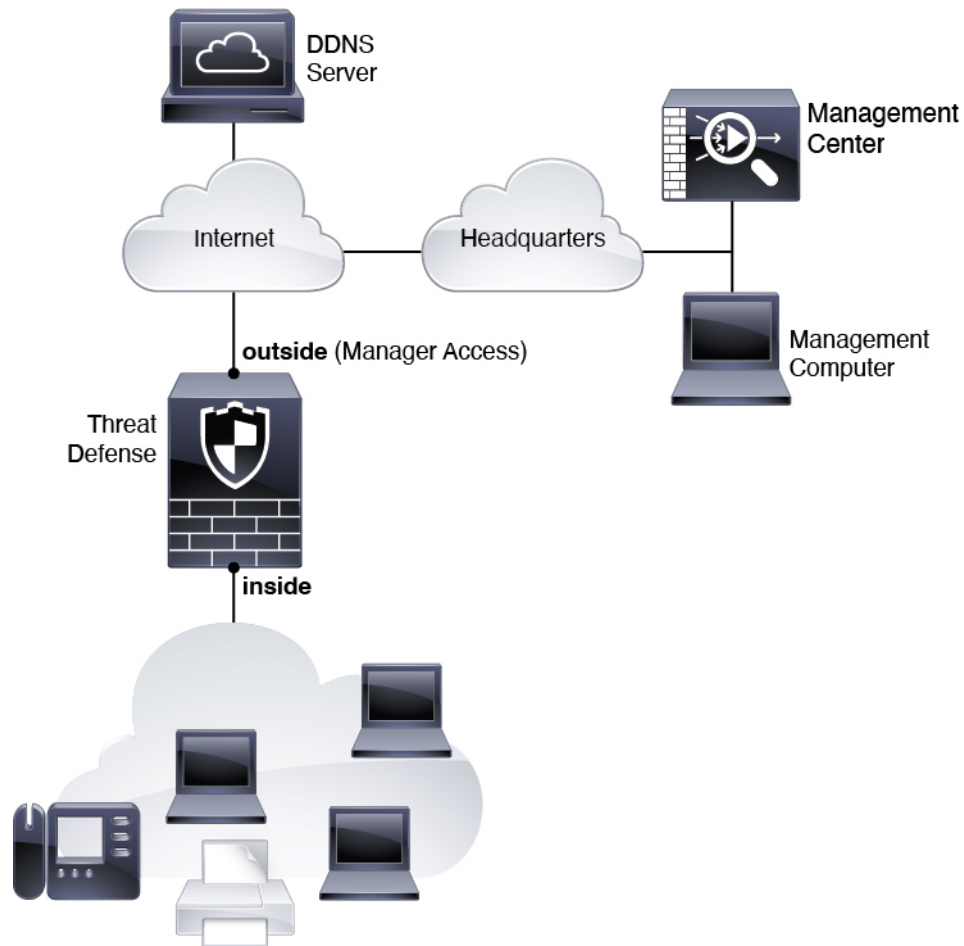 DDNS
Server
Management
Center
Internet
Headquarters
Management
Computer
outside (Manager Access)
Threat
Defense
inside